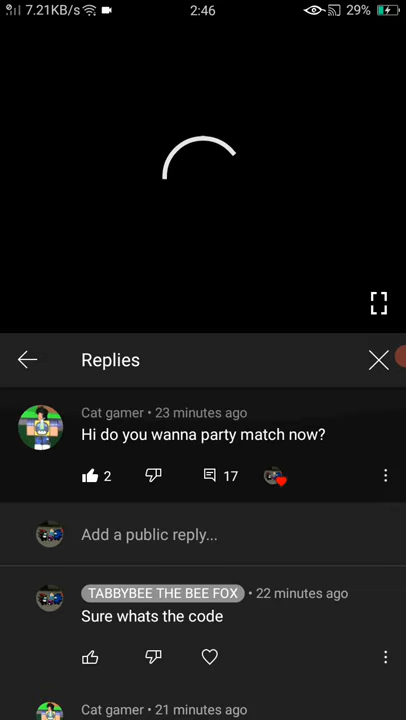 7.21KB/s 2:46 29%
Replies
Cat gamer • 23 minutes ago
Hi do you wanna party match now?
2 17
Add a public reply...
TABBYBEE THE BEE FOX • 22 minutes ago
Sure whats the code
Cat gamer • 21 minutes ago